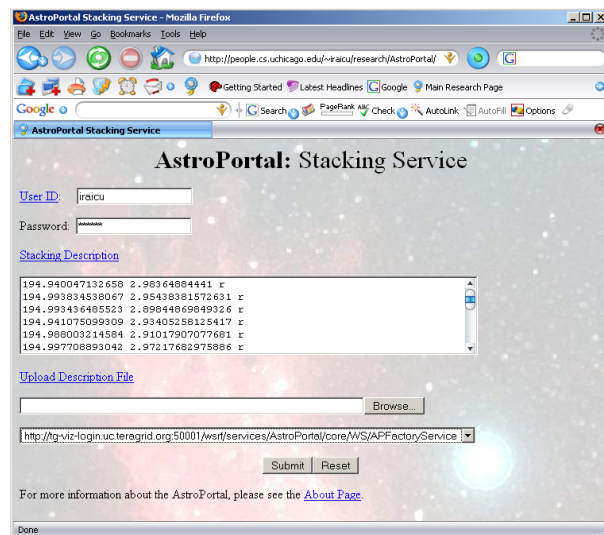 AstroPortal Stacking Service - Mozilla Firefox
File Edit View Go Bookmarks Tools Help
http://people.cs.uchicago.edu/~iraicu/research/AstroPortal/
Getting Started Latest Headlines Google Main Research Page
Google Search PageRank Check AutoLink AutoFill Options
AstroPortal Stacking Service
AstroPortal: Stacking Service
User ID: iraicu
Password: ******
Stacking Description
194.940047132658 2.98364884441 r
194.993834538067 2.95438381572631 r
194.993436485523 2.89844869849326 r
194.941075099309 2.93405258125417 r
194.988003214584 2.91017907077681 r
194.997708893042 2.97217682975886 r
Upload Description File
Browse...
http://tg-viz-login.uc.teragrid.org:50001/wsrf/services/AstroPortal/core/WS/APFactoryService
Submit Reset
For more information about the AstroPortal, please see the About Page.
Done